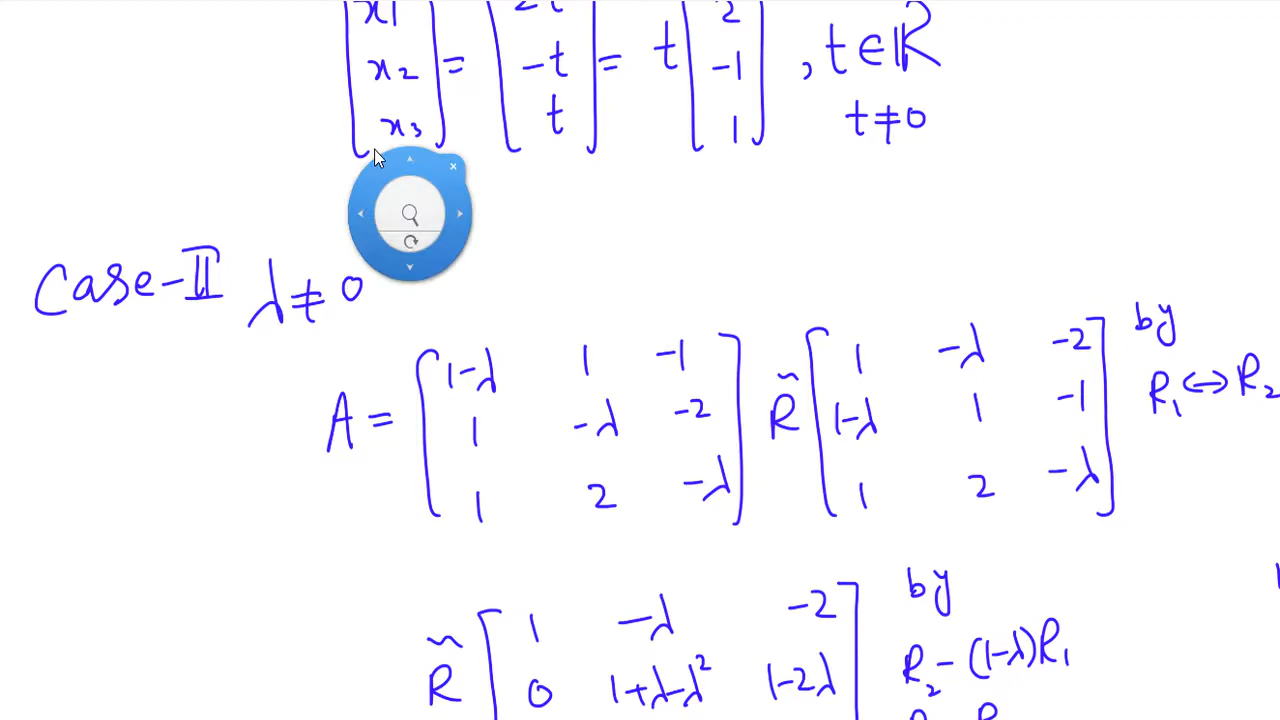 [x1 x2 x3] = [2t -t t] = t [2 -1 1] , t∈ℝ
t≠0
Case-II λ≠0
A = [1-λ 1 -1; 1 -λ -2; 1 2 -λ] R̃ [1 -λ -2; 1-λ 1 -1; 1 2 -λ] by R₁↔R₂
R̃ [1 -λ -2; 0 1+λ-λ² 1-2λ by R₂-(1-λ)R₁